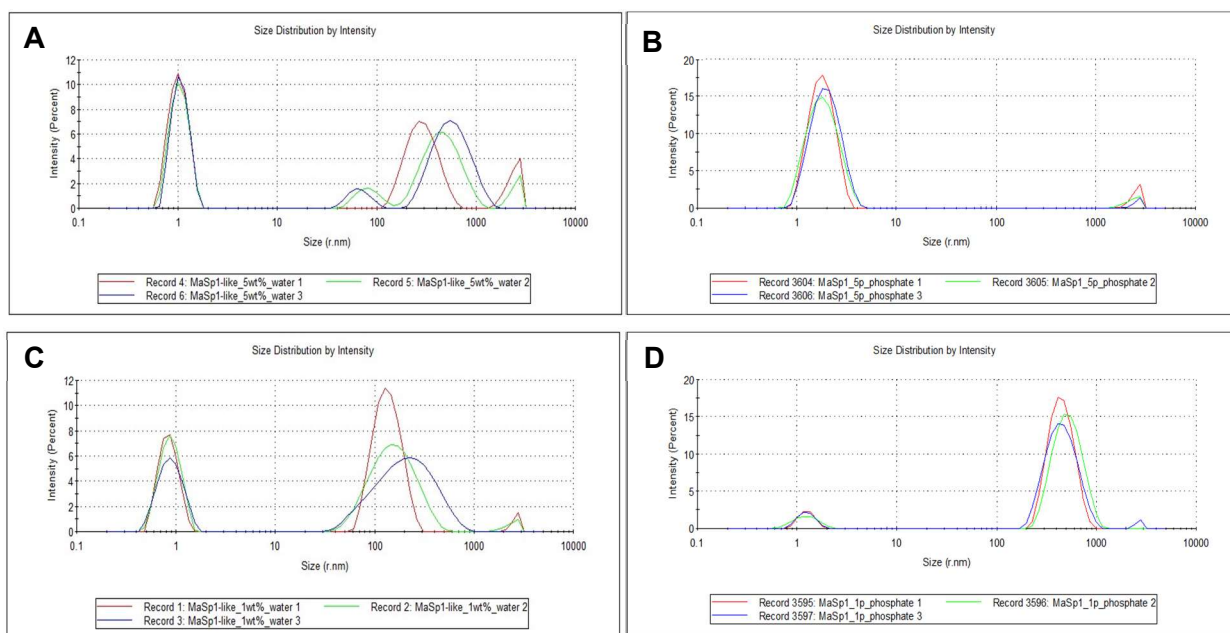 A
Size Distribution by Intensity
Intensity (Percent)
12
10
8
6
4
2
0
0.1 1 10 100 1000 10000
Size (r.nm)
Record 4: MaSp1-like_5wt%_water 1 Record 5: MaSp1-like_5wt%_water 2
Record 6: MaSp1-like_5wt%_water 3
B
Size Distribution by Intensity
Intensity (Percent)
20
15
10
5
0
0.1 1 10 100 1000 10000
Size (r.nm)
Record 3604: MaSp1_5p_phosphate 1 Record 3605: MaSp1_5p_phosphate 2
Record 3606: MaSp1_5p_phosphate 3
C
Size Distribution by Intensity
Intensity (Percent)
12
10
8
6
4
2
0
0.1 1 10 100 1000 10000
Size (r.nm)
Record 1: MaSp1-like_1wt%_water 1 Record 2: MaSp1-like_1wt%_water 2
Record 3: MaSp1-like_1wt%_water 3
D
Size Distribution by Intensity
Intensity (Percent)
20
15
10
5
0
0.1 1 10 100 1000 10000
Size (r.nm)
Record 3595: MaSp1_1p_phosphate 1 Record 3596: MaSp1_1p_phosphate 2
Record 3597: MaSp1_1p_phosphate 3